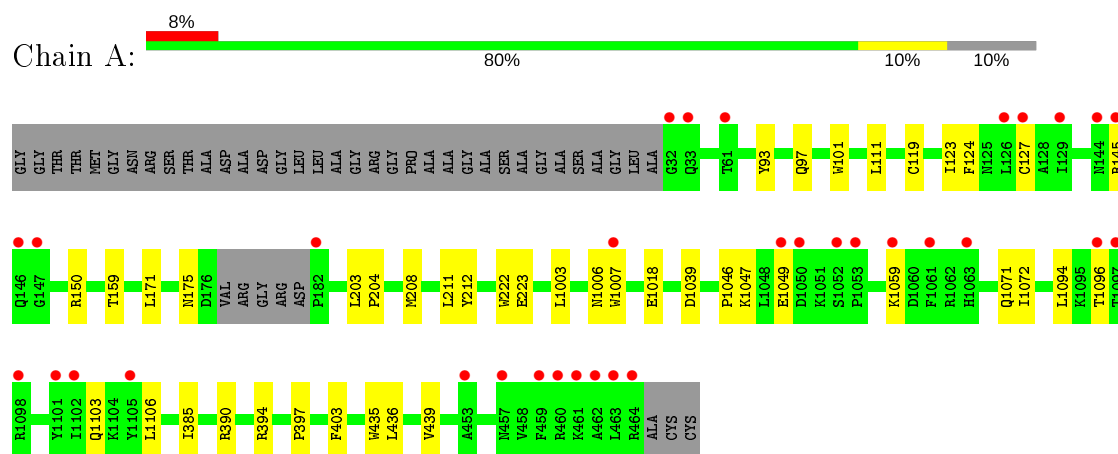 8%
Chain A:
80% 10% 10%
GLY GLY THR THR MET GLY ASN ARG SER THR ALA ASP ALA ASP GLY LEU LEU ALA GLY ARG GLY PRO ALA ALA GLY ALA SER ALA GLY ALA SER ALA GLY LEU ALA G32 Q33 T61 Y93 Q97 W101 L111 C119 I123 F124 N125 L126 C127 A128 I129 N144 R145
Q146 G147 R150 T159 L171 N175 D176 VAL ARG GLY ARG ASP P182 L203 P204 M208 L211 Y212 W222 E223 L1003 N1006 W1007 E1018 D1039 P1046 K1047 L1048 E1049 D1050 K1051 S1052 P1053 K1059 D1060 F1061 H1063 Q1071 I1072 L1094 K1095 T1096 T1097
R1098 Y1101 I1102 Q1103 K1104 Y1105 L1106 I385 R390 R394 P397 F403 W435 L436 V439 A453 N457 V458 F459 R460 K461 A462 L463 R464 ALA CYS CYS